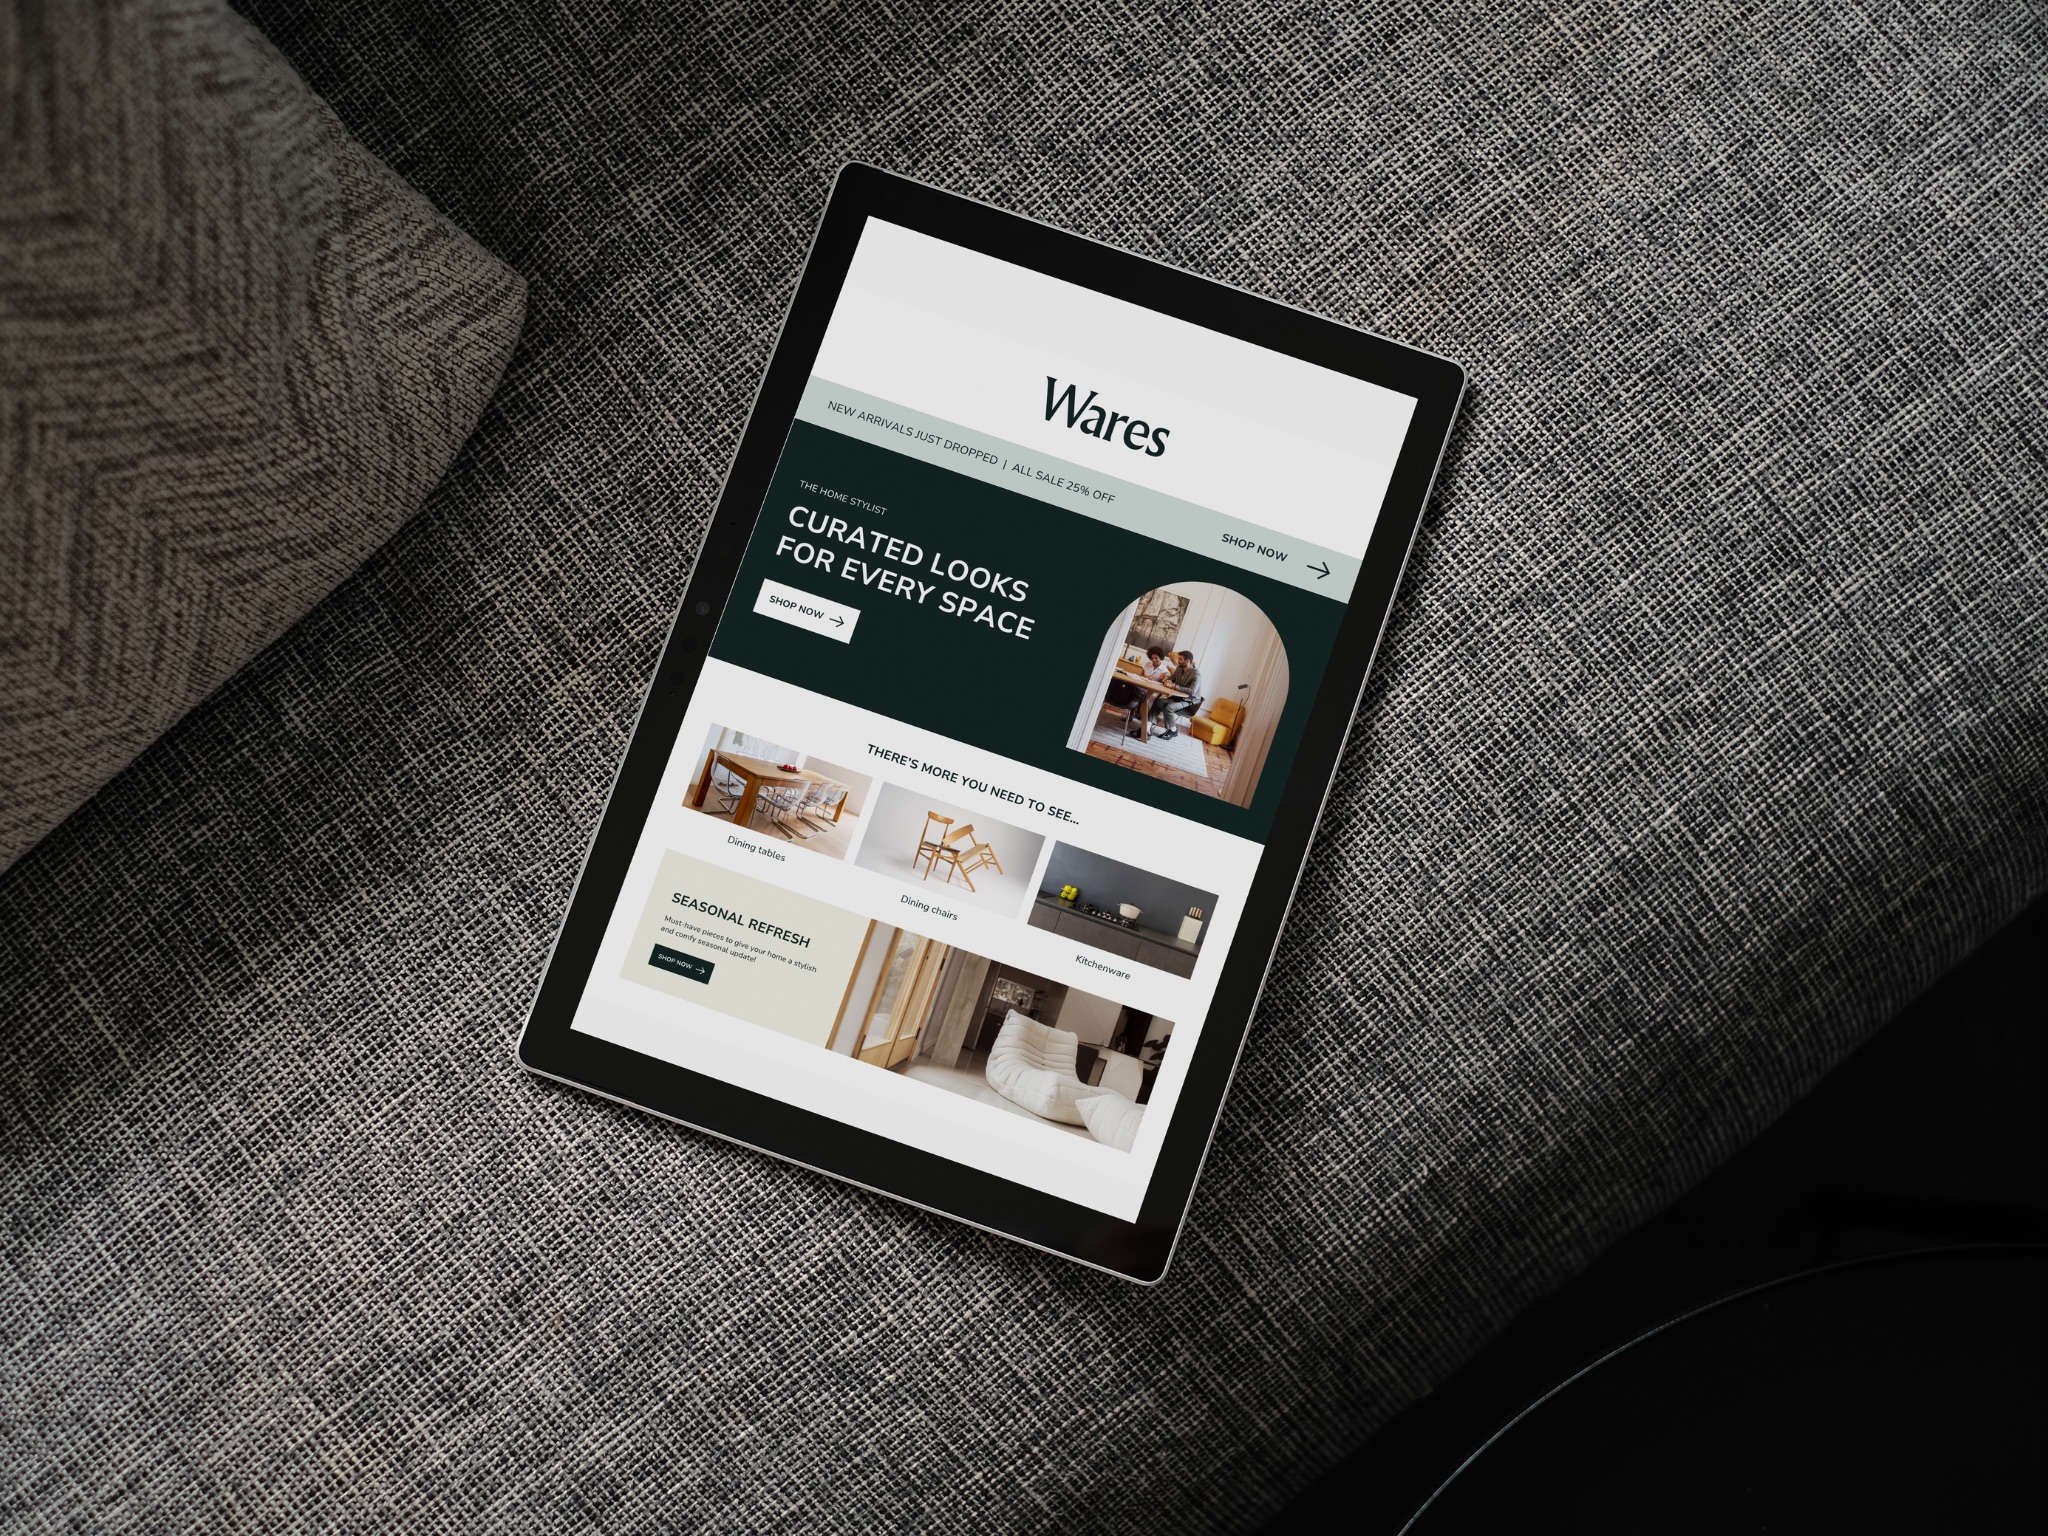 Wares
NEW ARRIVALS JUST DROPPED | ALL SALE 25% OFF
SHOP NOW
THE HOME STYLIST
CURATED LOOKS
FOR EVERY SPACE
SHOP NOW
THERE'S MORE YOU NEED TO SEE...
Dining tables
Dining chairs
Kitchenware
SEASONAL REFRESH
Must-have pieces to give your home a stylish
and comfy seasonal update!
SHOP NOW